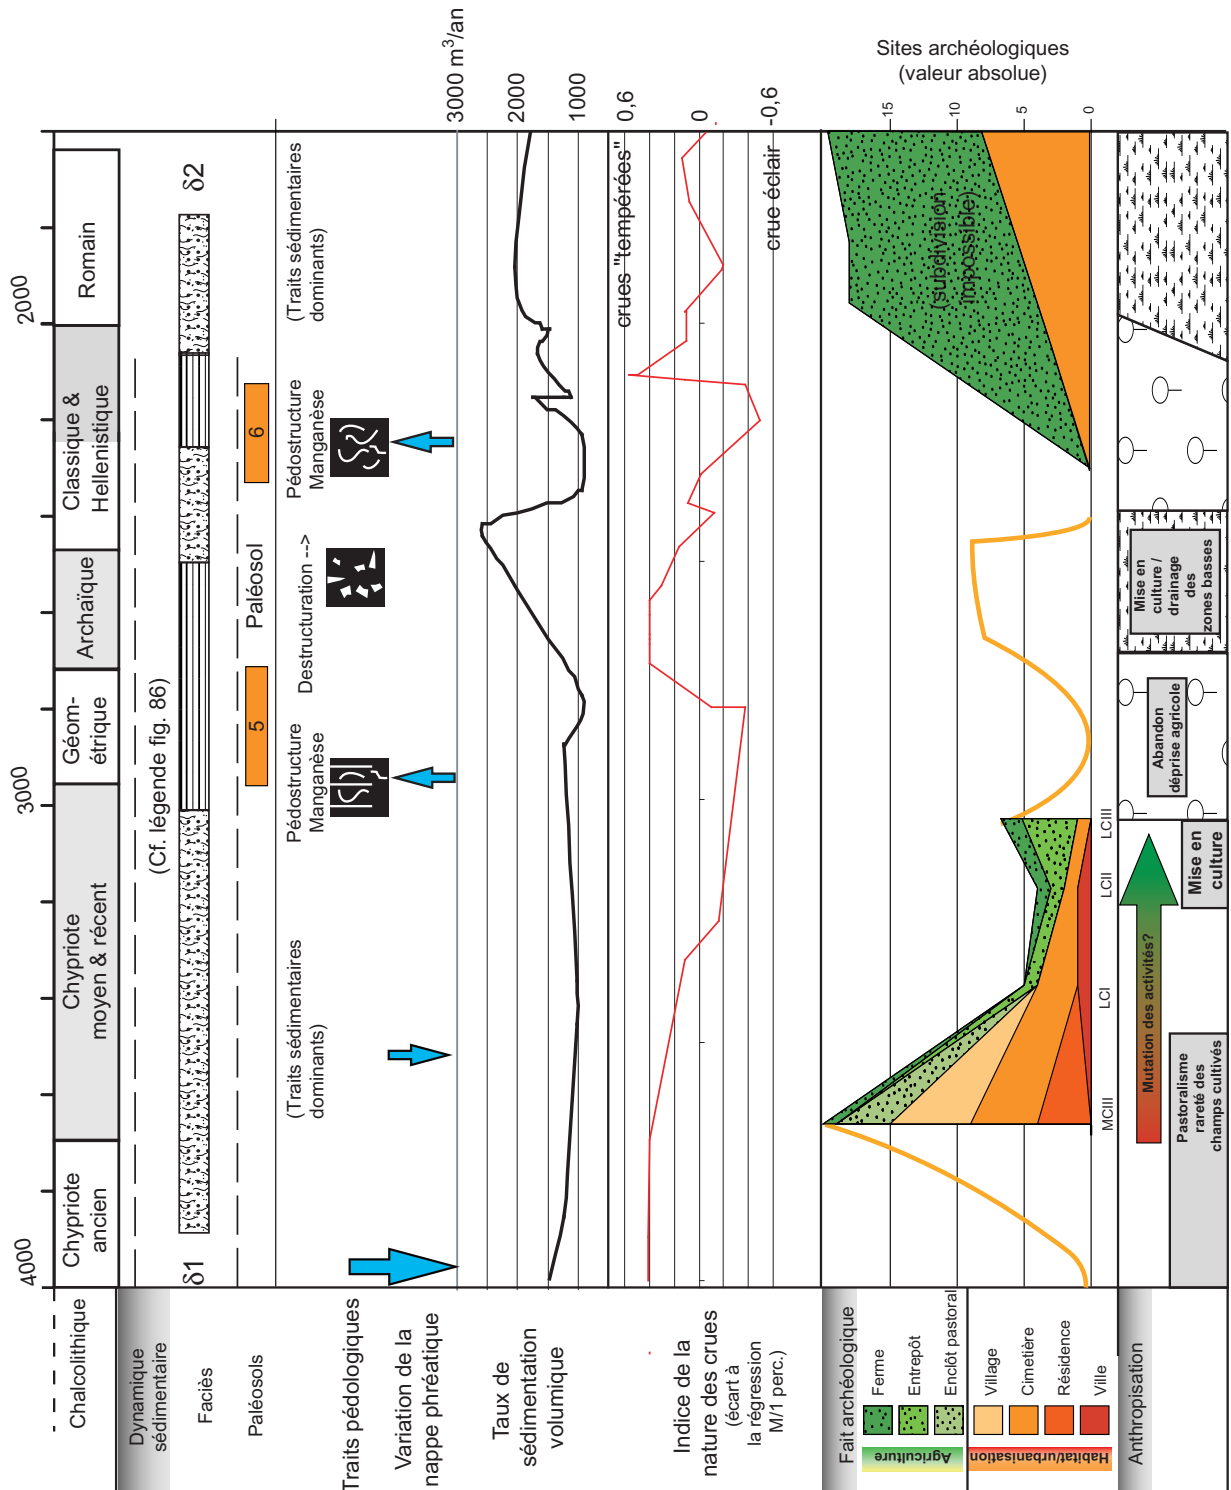 4000
3000
2000
Chalcolithique
Chypriote
ancien
Chypriote
moyen & récent
Géom-
étrique
Archaïque
Classique &
Hellenistique
Romain
Dynamique
sédimentaire
(Cf. légende fig. 86)
Faciès
δ1
δ2
Paléosols
5
Paléosol
6
Traits pédologiques
(Traits sédimentaires
dominants)
Pédostructure
Manganèse
Destructuration -->
Pédostructure
Manganèse
(Traits sédimentaires
dominants)
Variation de la
nappe phréatique
Taux de
sédimentation
volumique
3000 m³/an
2000
1000
Indice de la
nature des crues
(écart à
la régression
M/1 perc.)
crues "tempérées"
crue éclair
0,6
0
-0,6
Sites archéologiques
(valeur absolue)
15
10
5
0
Fait archéologique
Agriculture
Ferme
Entrepôt
Enclôt pastoral
Habitat/urbanisation
Village
Cimetière
Résidence
Ville
(subdivision
impossible)
MCIII
LCI
LCII
LCIII
Anthropisation
Mutation des activités?
Pastoralisme
rareté des
champs cultivés
Mise en
culture
Abandon
déprise agricole
Mise en
culture /
drainage
des
zones basses